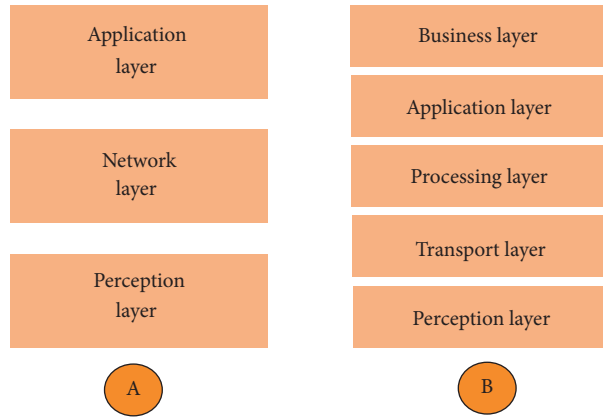 Application
layer
Network
layer
Perception
layer
A
Business layer
Application layer
Processing layer
Transport layer
Perception layer
B